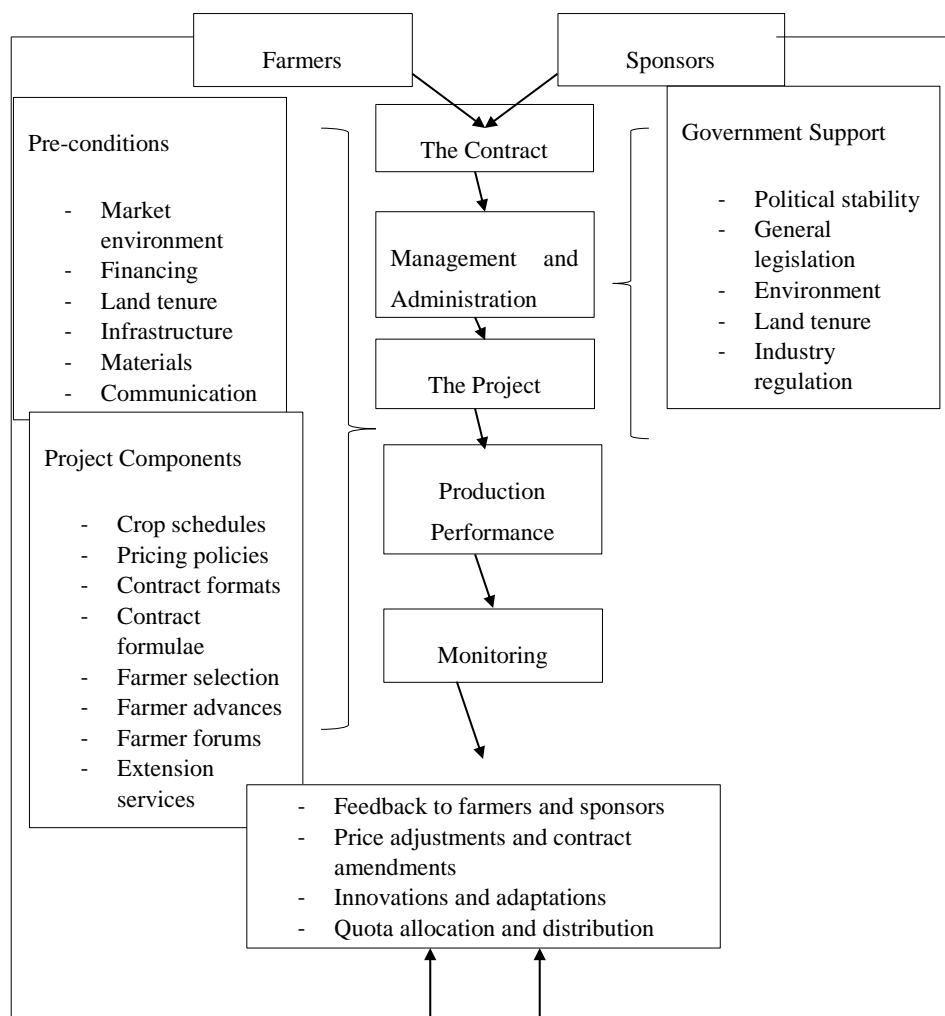 Farmers
Sponsors
Pre-conditions
- Market
environment
- Financing
- Land tenure
- Infrastructure
- Materials
- Communication
Project Components
- Crop schedules
- Pricing policies
- Contract formats
- Contract
formulae
- Farmer selection
- Farmer advances
- Farmer forums
- Extension
services
The Contract
Management and
Administration
The Project
Production
Performance
Monitoring
Government Support
- Political stability
- General
legislation
- Environment
- Land tenure
- Industry
regulation
- Feedback to farmers and sponsors
- Price adjustments and contract
amendments
- Innovations and adaptations
- Quota allocation and distribution